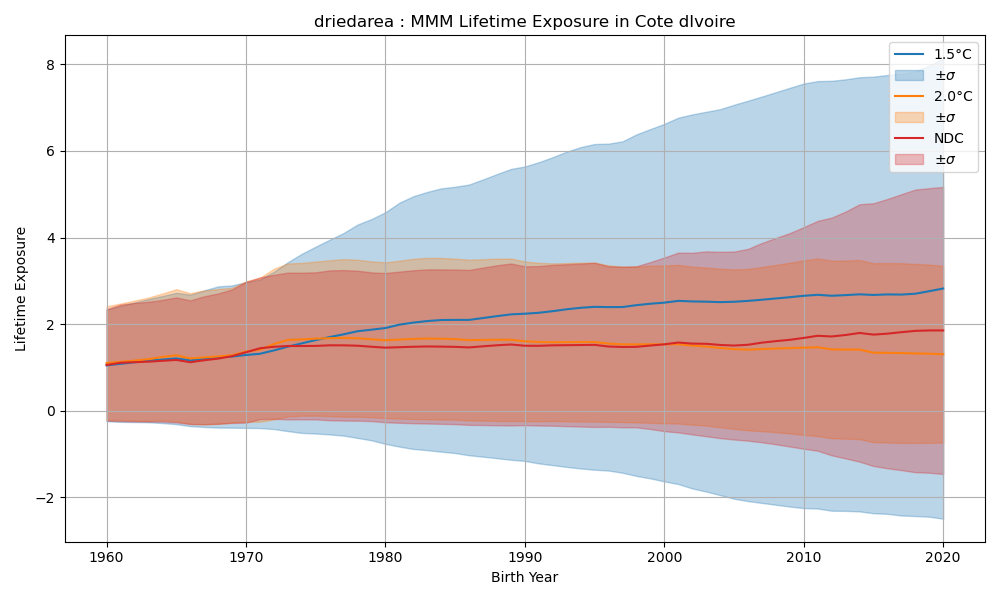 driedarea : MMM Lifetime Exposure in Cote dIvoire
Lifetime Exposure
8
6
4
2
0
−2
1960
1970
1980
1990
2000
2010
2020
Birth Year
1.5°C
±σ
2.0°C
±σ
NDC
±σ